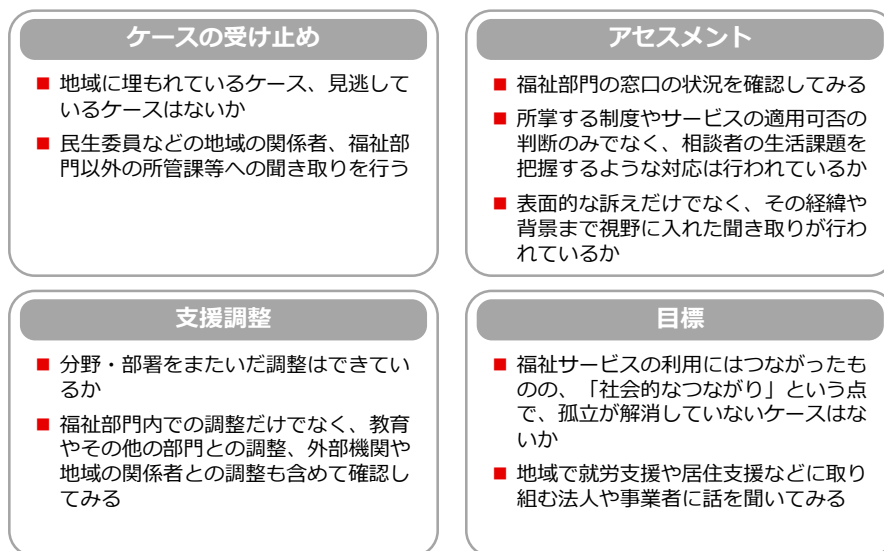 ケースの受け止め
■ 地域に埋もれているケース、見逃して
いるケースはないか
■ 民生委員などの地域の関係者、福祉部
門以外の所管課等への聞き取りを行う
アセスメント
■ 福祉部門の窓口の状況を確認してみる
■ 所掌する制度やサービスの適用可否の
判断のみでなく、相談者の生活課題を
把握するような対応は行われているか
■ 表面的な訴えだけでなく、その経緯や
背景まで視野に入れた聞き取りが行わ
れているか
支援調整
■ 分野・部署をまたいだ調整はできてい
るか
■ 福祉部門内での調整だけでなく、教育
やその他の部門との調整、外部機関や
地域の関係者との調整も含めて確認し
てみる
目標
■ 福祉サービスの利用にはつながったも
のの、「社会的なつながり」という点
で、孤立が解消していないケースはな
いか
■ 地域で就労支援や居住支援などに取り
組む法人や事業者に話を聞いてみる